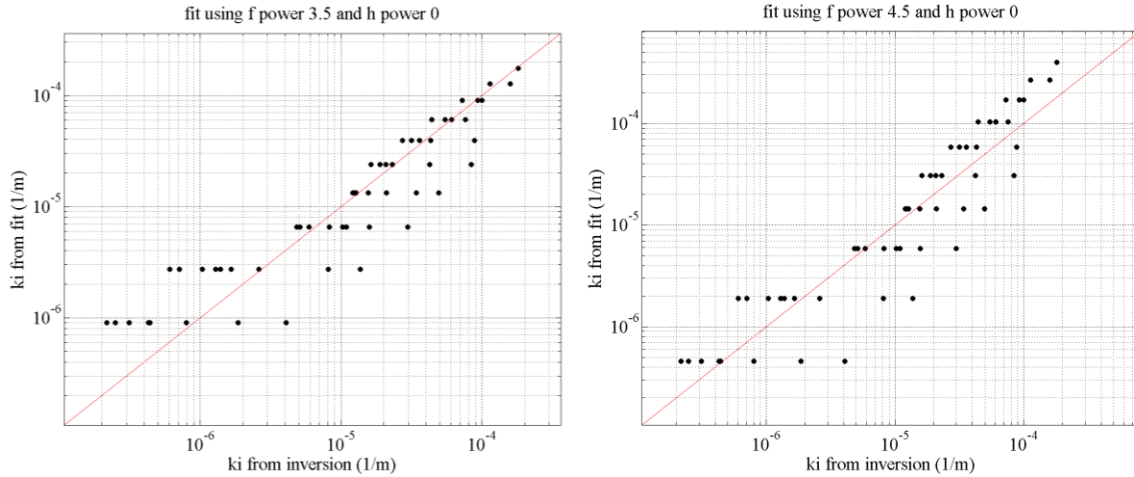 fit using f power 3.5 and h power 0
ki from fit (1/m)
10^-4
10^-5
10^-6
10^-6 10^-5 10^-4
ki from inversion (1/m)
fit using f power 4.5 and h power 0
ki from fit (1/m)
10^-4
10^-5
10^-6
10^-6 10^-5 10^-4
ki from inversion (1/m)